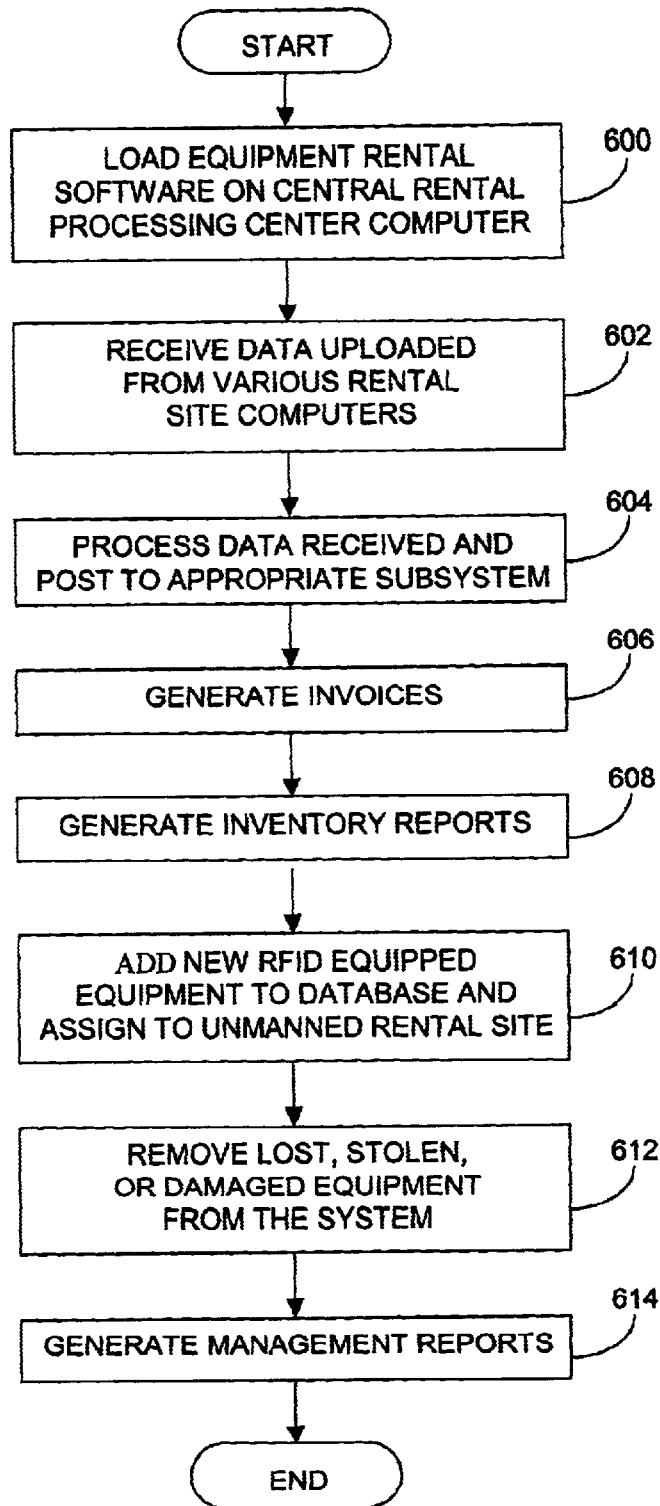 START
LOAD EQUIPMENT RENTAL
SOFTWARE ON CENTRAL RENTAL
PROCESSING CENTER COMPUTER
600
RECEIVE DATA UPLOADED
FROM VARIOUS RENTAL
SITE COMPUTERS
602
PROCESS DATA RECEIVED AND
POST TO APPROPRIATE SUBSYSTEM
604
GENERATE INVOICES
606
GENERATE INVENTORY REPORTS
608
ADD NEW RFID EQUIPPED
EQUIPMENT TO DATABASE AND
ASSIGN TO UNMANNED RENTAL SITE
610
REMOVE LOST, STOLEN,
OR DAMAGED EQUIPMENT
FROM THE SYSTEM
612
GENERATE MANAGEMENT REPORTS
614
END